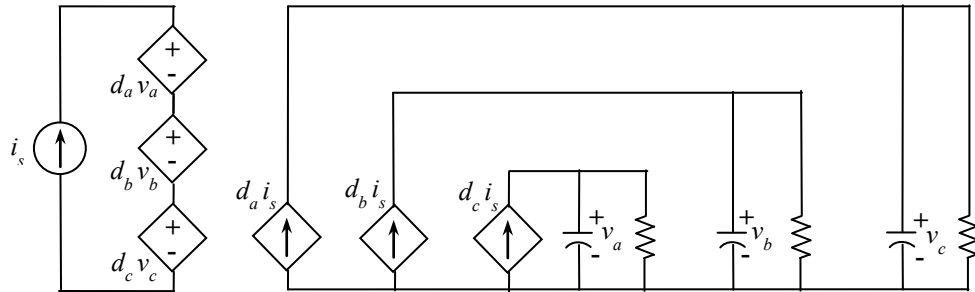 +
-
d_a v_a
+
-
i_s
d_b v_b
+
-
d_c v_c
d_a i_s
d_b i_s
d_c i_s
+
v_a
-
+
v_b
-
+
v_c
-